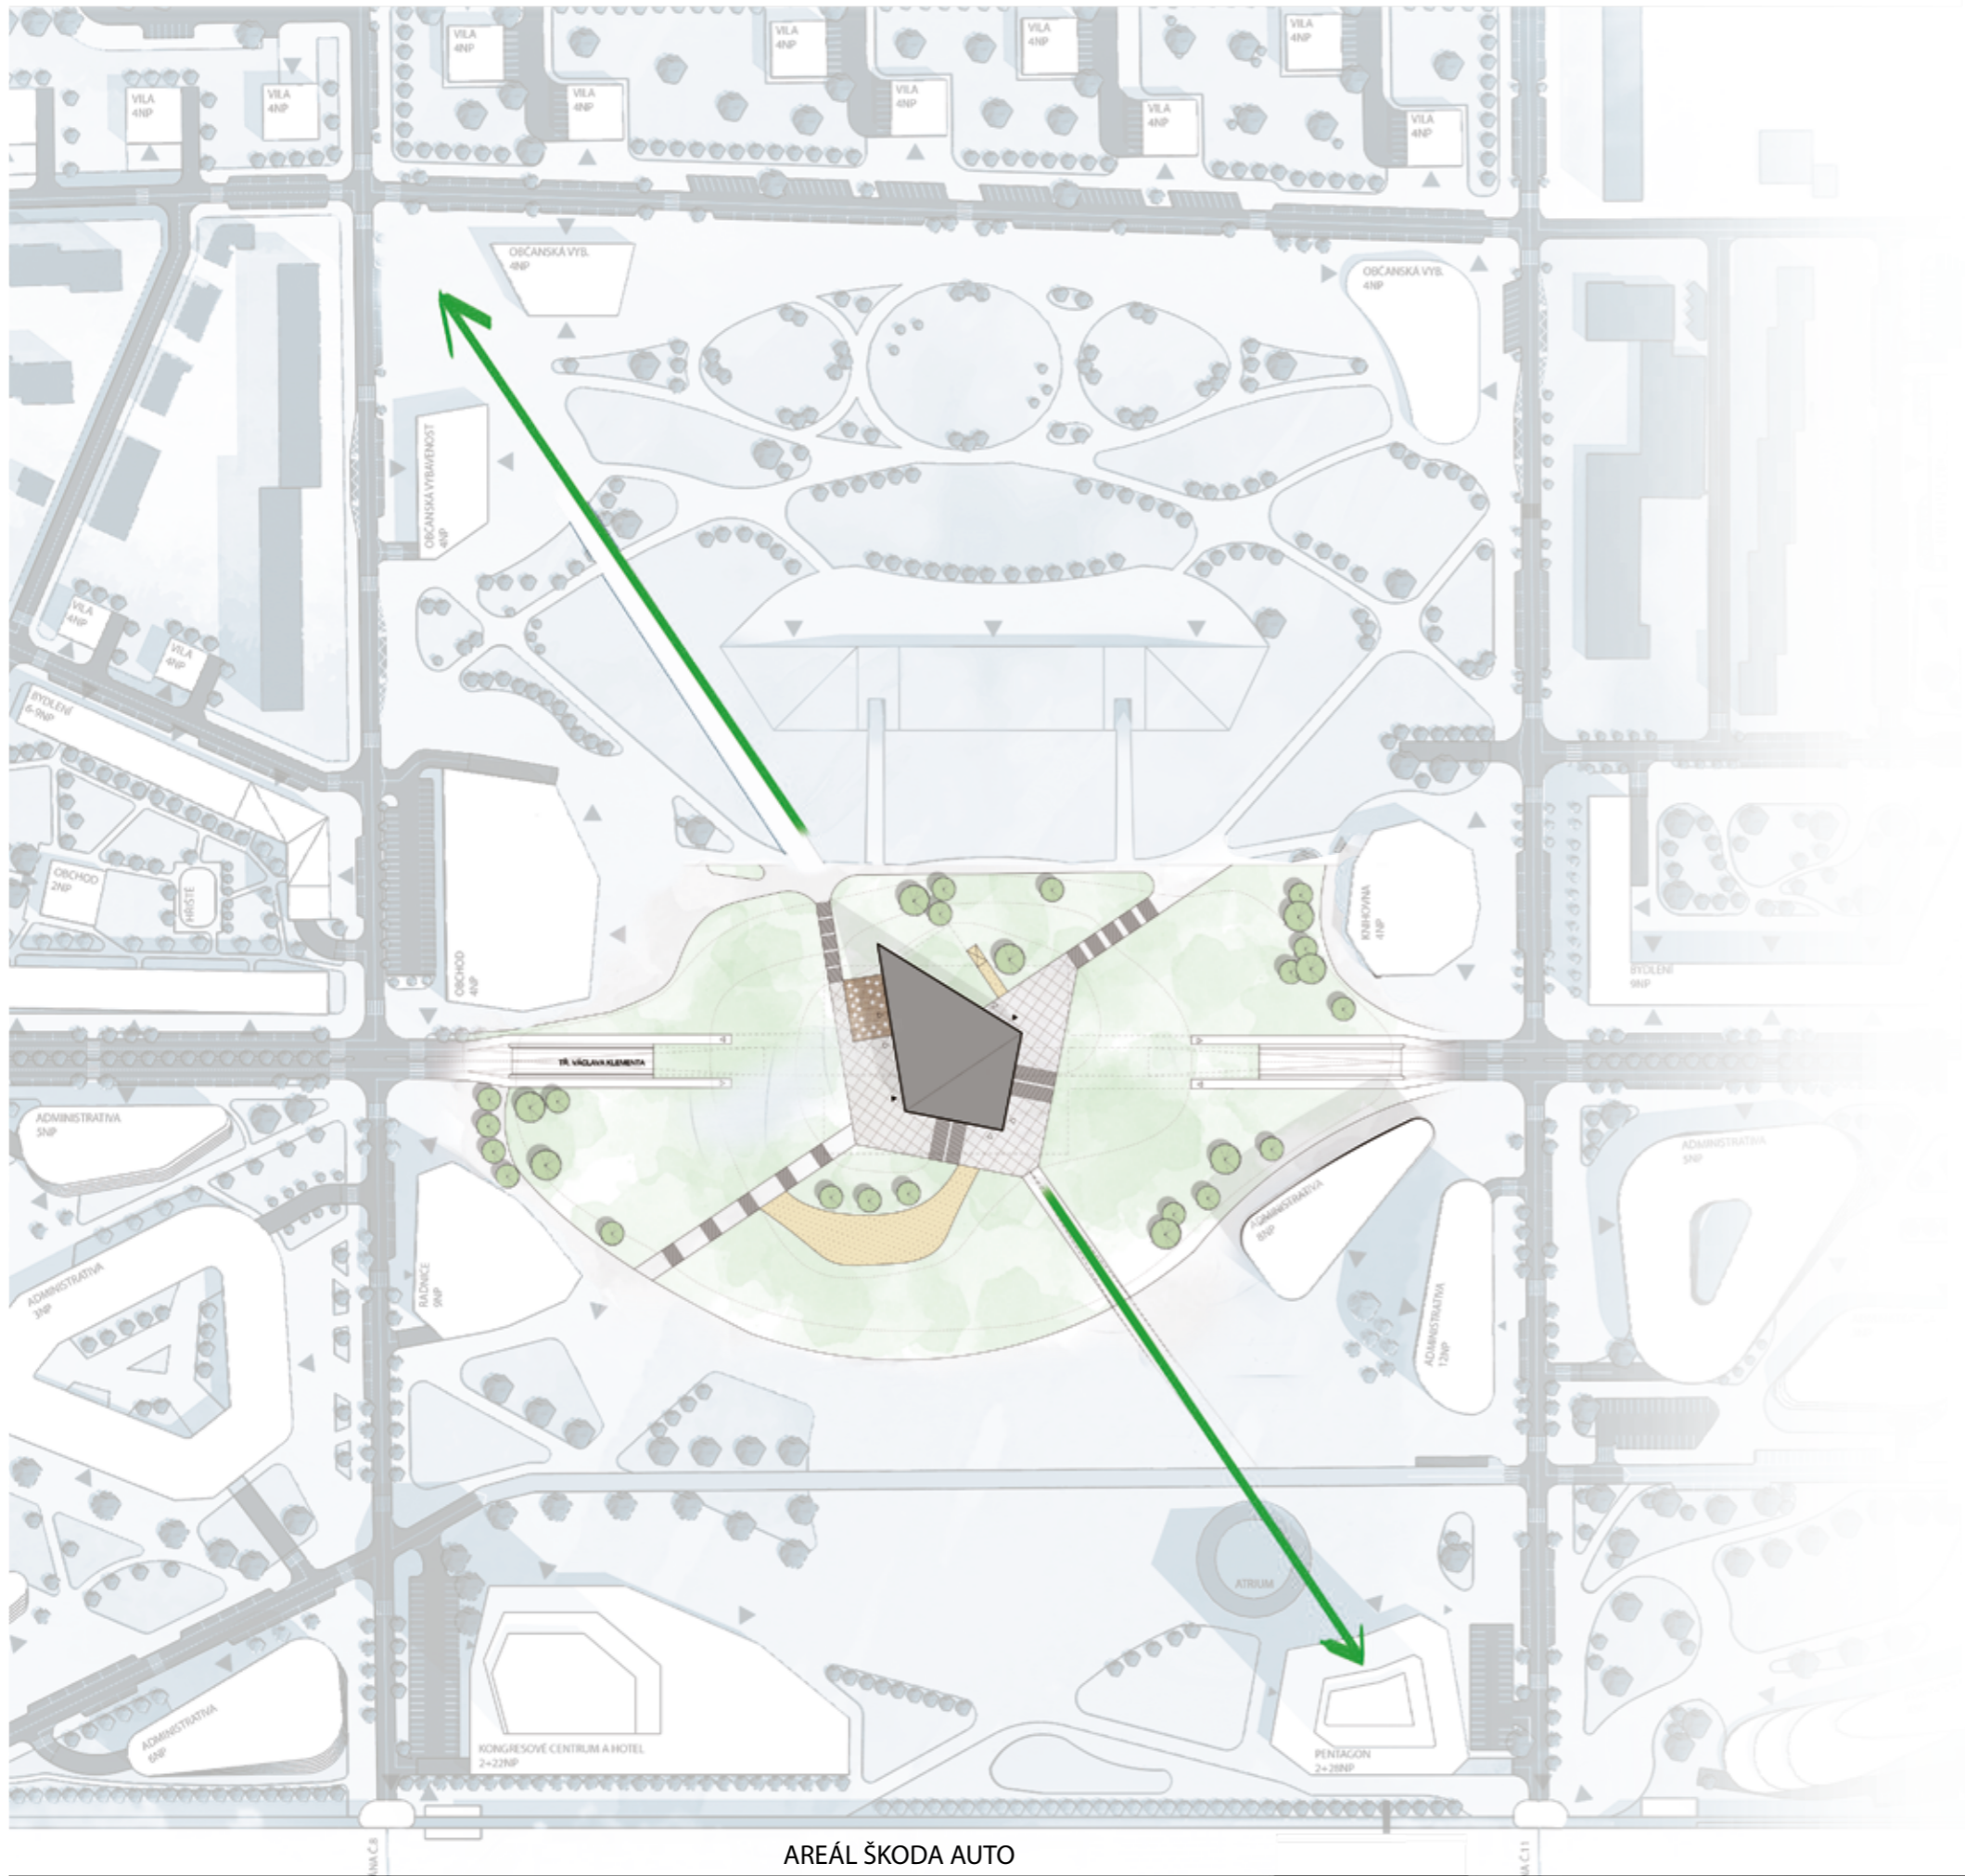 VILA
4NP
VILA
4NP
VILA
4NP
VILA
4NP
VILA
4NP
VILA
4NP
VILA
4NP
VILA
4NP
VILA
4NP
VILA
4NP
OBČANSKÁ VYB.
4NP
OBČANSKÁ VYB.
4NP
OBČANSKÁ VYBAVENOST
4NP
VILA
4NP
VILA
4NP
BYDLENÍ
6-9NP
OBCHOD
2NP
HŘIŠTĚ
OBCHOD
4NP
KNIHOVNA
4NP
BYDLENÍ
9NP
TŘ. VÁCLAVA KLEMENTA
ADMINISTRATIVA
5NP
ADMINISTRATIVA
5NP
ADMINISTRATIVA
8NP
ADMINISTRATIVA
3NP
RADNICE
9NP
ADMINISTRATIVA
12NP
ATRIUM
ADMINISTRATIVA
6NP
KONGRESOVÉ CENTRUM A HOTEL
2+22NP
PENTAGON
2+28NP
AREÁL ŠKODA AUTO